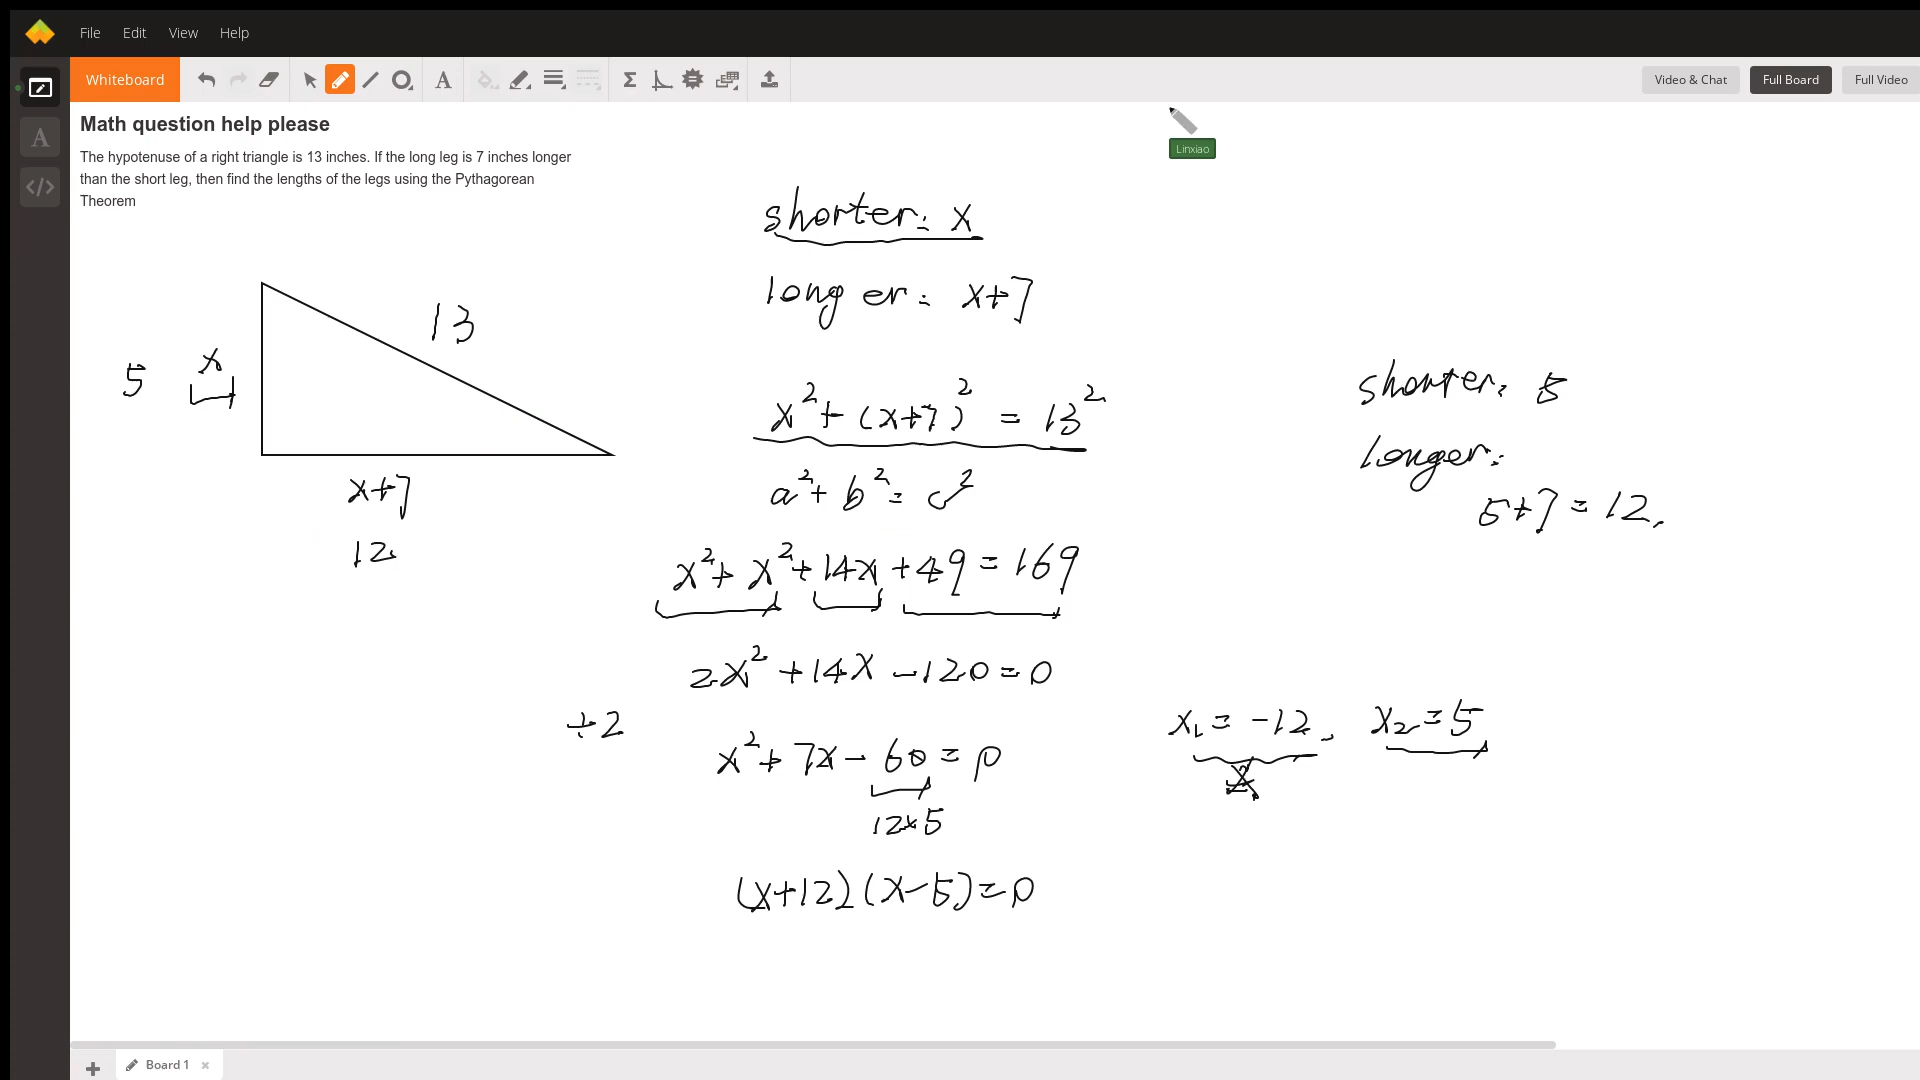 File Edit View Help
Whiteboard
Video & Chat Full Board Full Video
Math question help please
The hypotenuse of a right triangle is 13 inches. If the long leg is 7 inches longer
than the short leg, then find the lengths of the legs using the Pythagorean
Theorem
Linxiao
13
5 x
x+7
12
shorter: x
longer: x+7
x²+(x+7)² = 13²
a²+b²=c²
x²+x²+14x+49=169
2x²+14x-120=0
÷2
x²+7x-60=0
12×5
(x+12)(x-5)=0
shorter: 5
longer:
5+7=12.
x₁=-12, x₂=5
Board 1